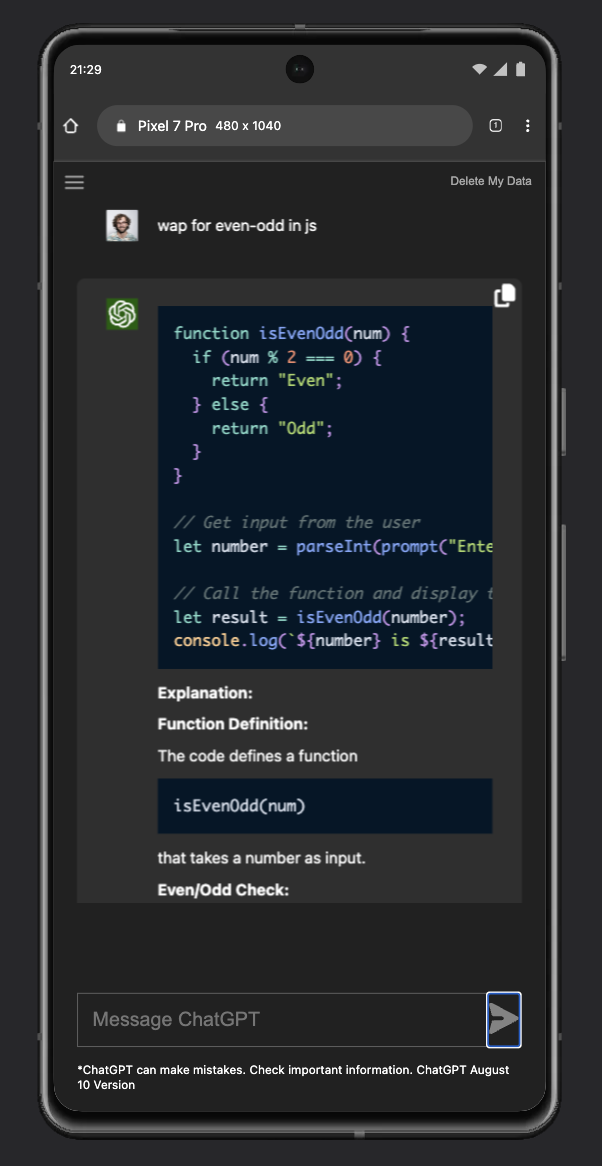 21:29
Pixel 7 Pro 480 x 1040
1
Delete My Data
wap for even-odd in js
function isEvenOdd(num) {
  if (num % 2 === 0) {
    return "Even";
  } else {
    return "Odd";
  }
}
// Get input from the user
let number = parseInt(prompt("Ente
// Call the function and display t
let result = isEvenOdd(number);
console.log(`${number} is ${result
Explanation:
Function Definition:
The code defines a function
isEvenOdd(num)
that takes a number as input.
Even/Odd Check:
Message ChatGPT
*ChatGPT can make mistakes. Check important information. ChatGPT August
10 Version